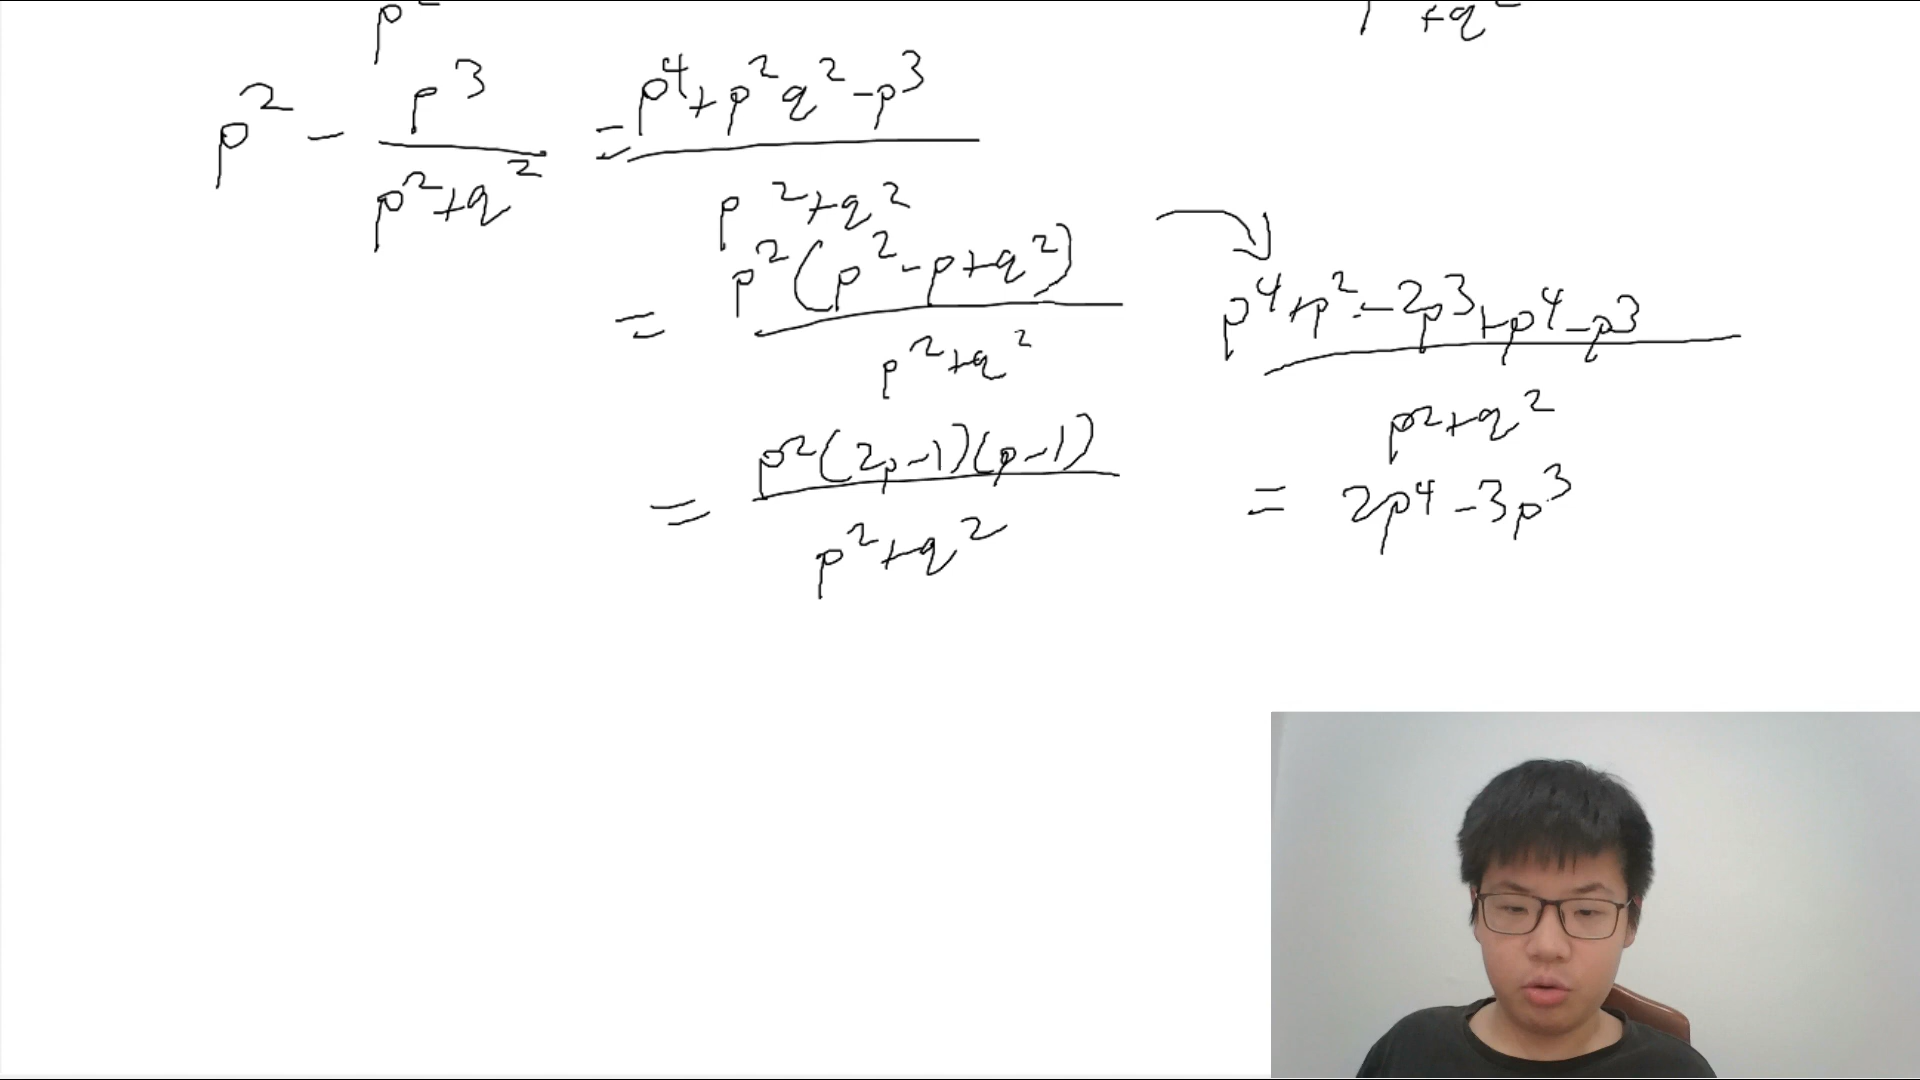 p² - p³/(p²+q²) = (p⁴+p²q²-p³)/(p²+q²)
= p²(p²-p+q²)/(p²+q²)
(p⁴+p²-2p³+p⁴-p³)/(p²+q²)
= p²(2p-1)(p-1)/(p²+q²)
= 2p⁴-3p³